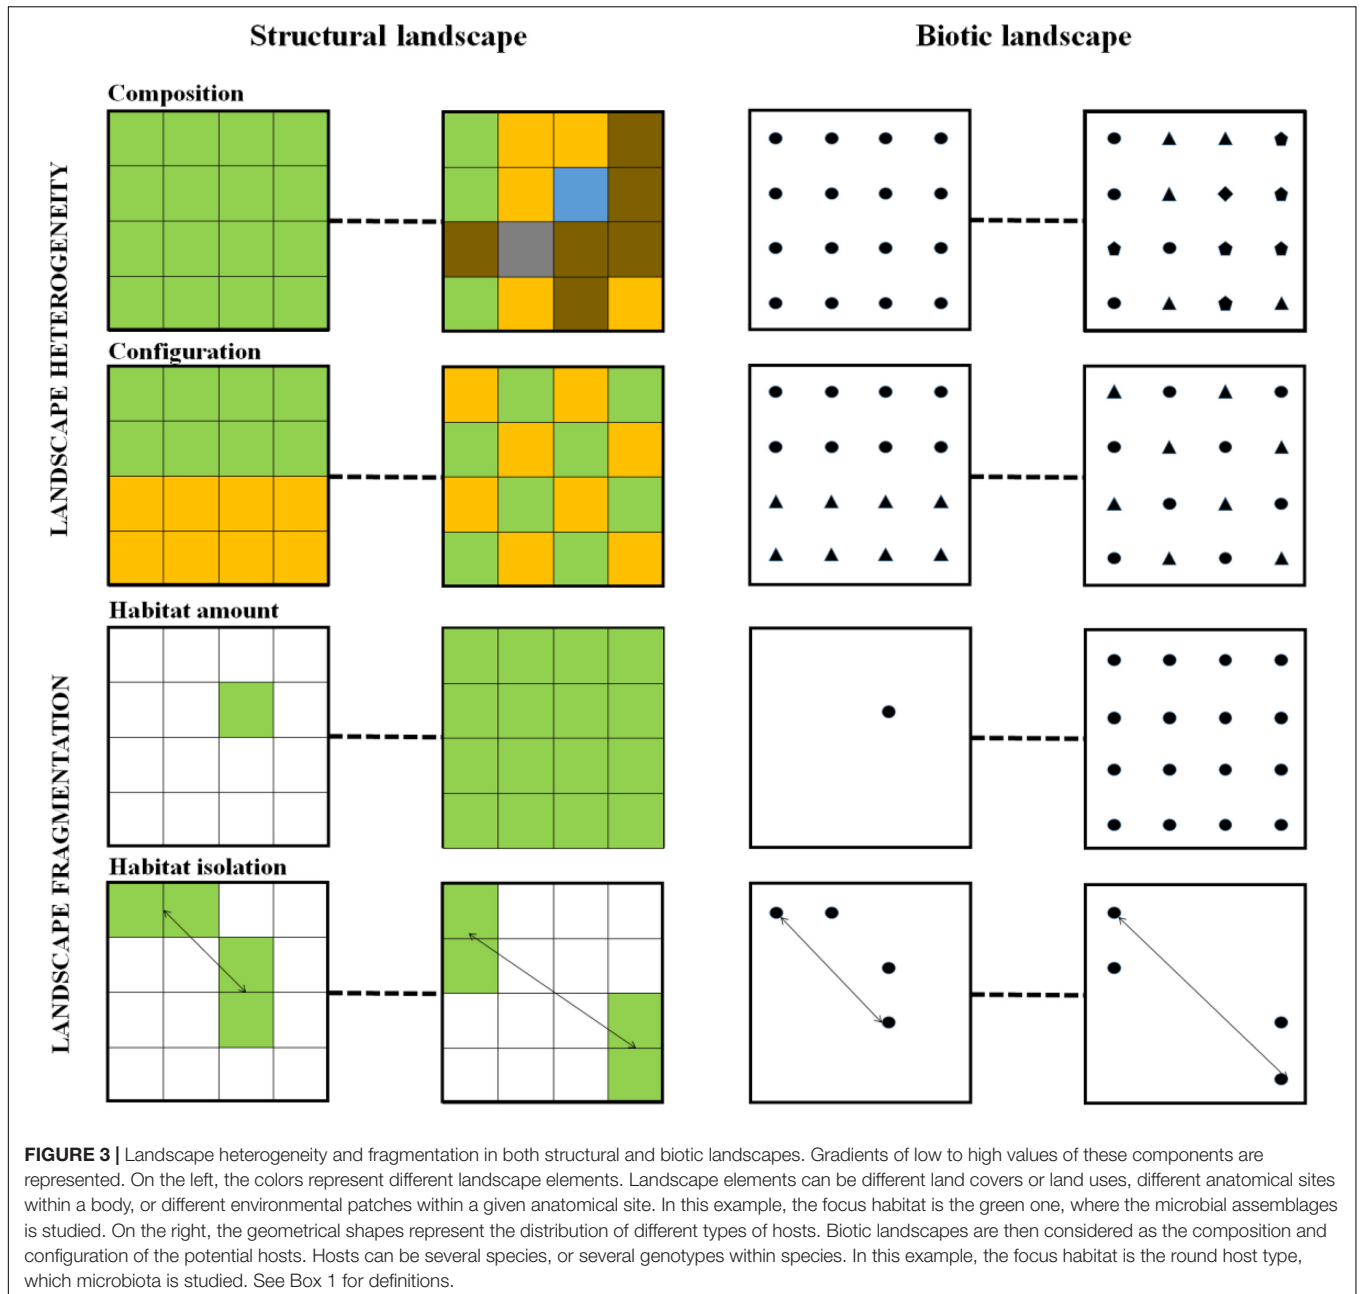 Structural landscape
Biotic landscape
LANDSCAPE HETEROGENEITY
Composition
Configuration
LANDSCAPE FRAGMENTATION
Habitat amount
Habitat isolation
FIGURE 3 | Landscape heterogeneity and fragmentation in both structural and biotic landscapes. Gradients of low to high values of these components are
represented. On the left, the colors represent different landscape elements. Landscape elements can be different land covers or land uses, different anatomical sites
within a body, or different environmental patches within a given anatomical site. In this example, the focus habitat is the green one, where the microbial assemblages
is studied. On the right, the geometrical shapes represent the distribution of different types of hosts. Biotic landscapes are then considered as the composition and
configuration of the potential hosts. Hosts can be several species, or several genotypes within species. In this example, the focus habitat is the round host type,
which microbiota is studied. See Box 1 for definitions.